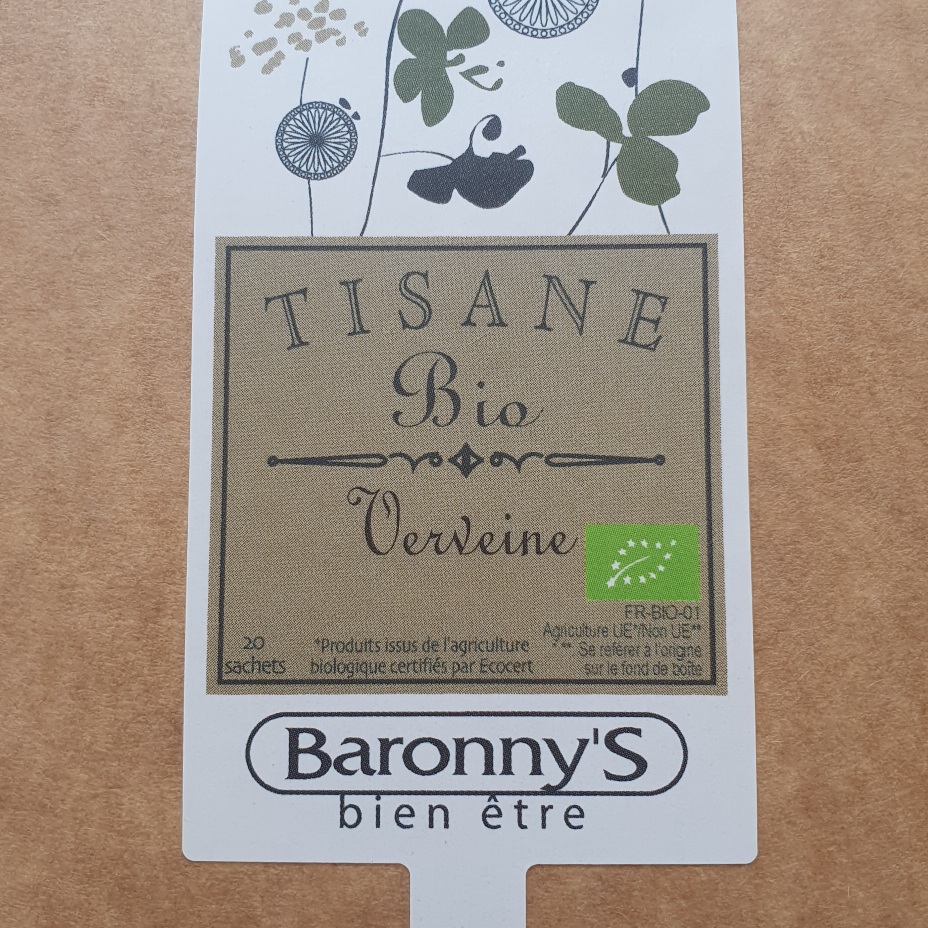 TISANE
Bio
Verveine
FR-BIO-01
Agriculture UE*/Non UE**
* ** Se référer à l'origine
sur le fond de boîte
20
sachets
*Produits issus de l'agriculture
biologique certifiés par Ecocert
Baronny'S
bien être